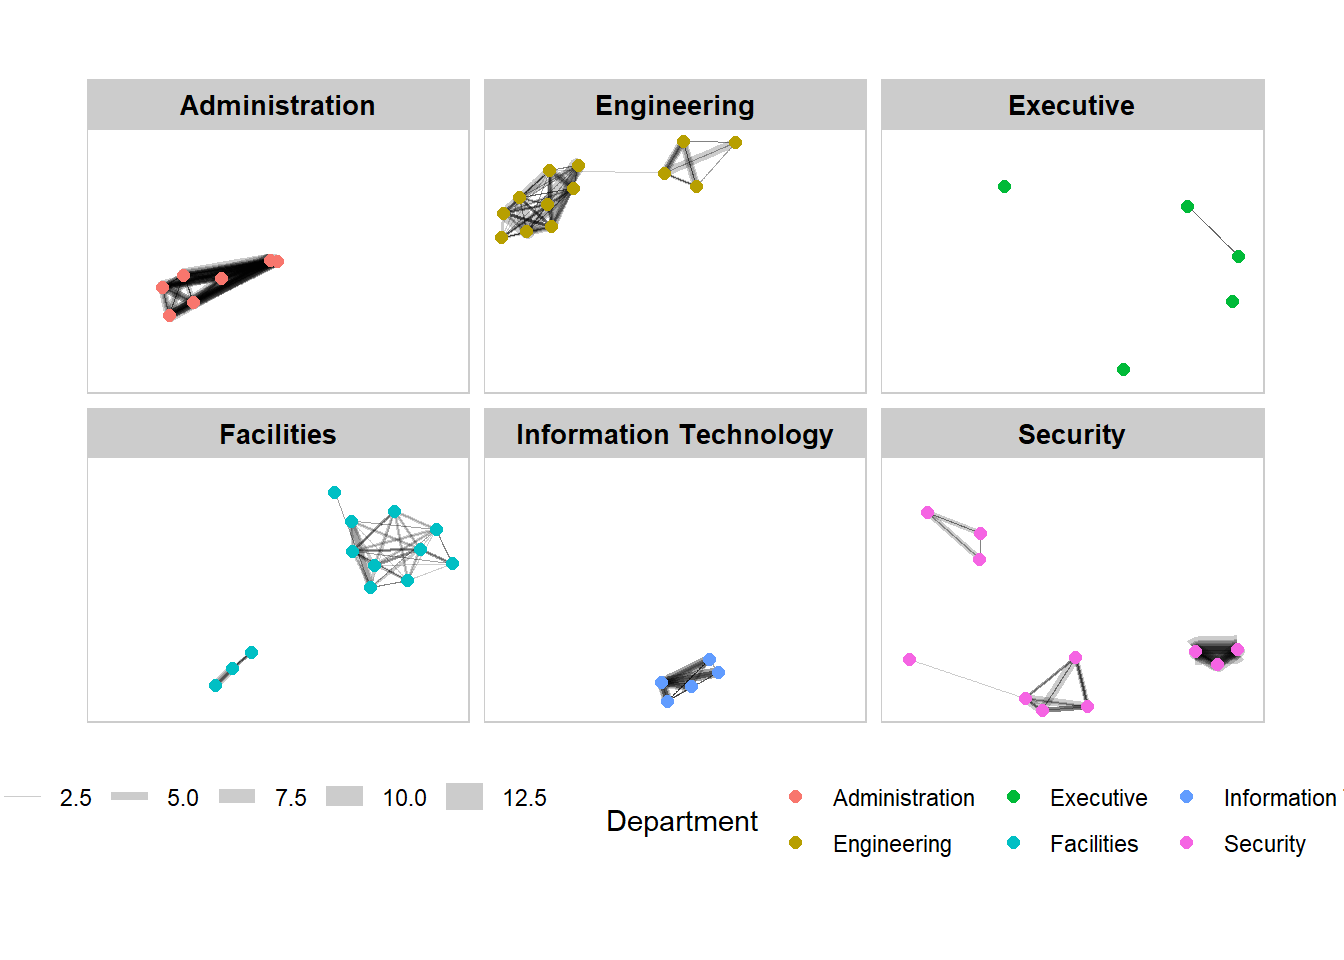 Administration
Engineering
Executive
Facilities
Information Technology
Security
2.5 5.0 7.5 10.0 12.5
Department
Administration Executive Information
Engineering Facilities Security